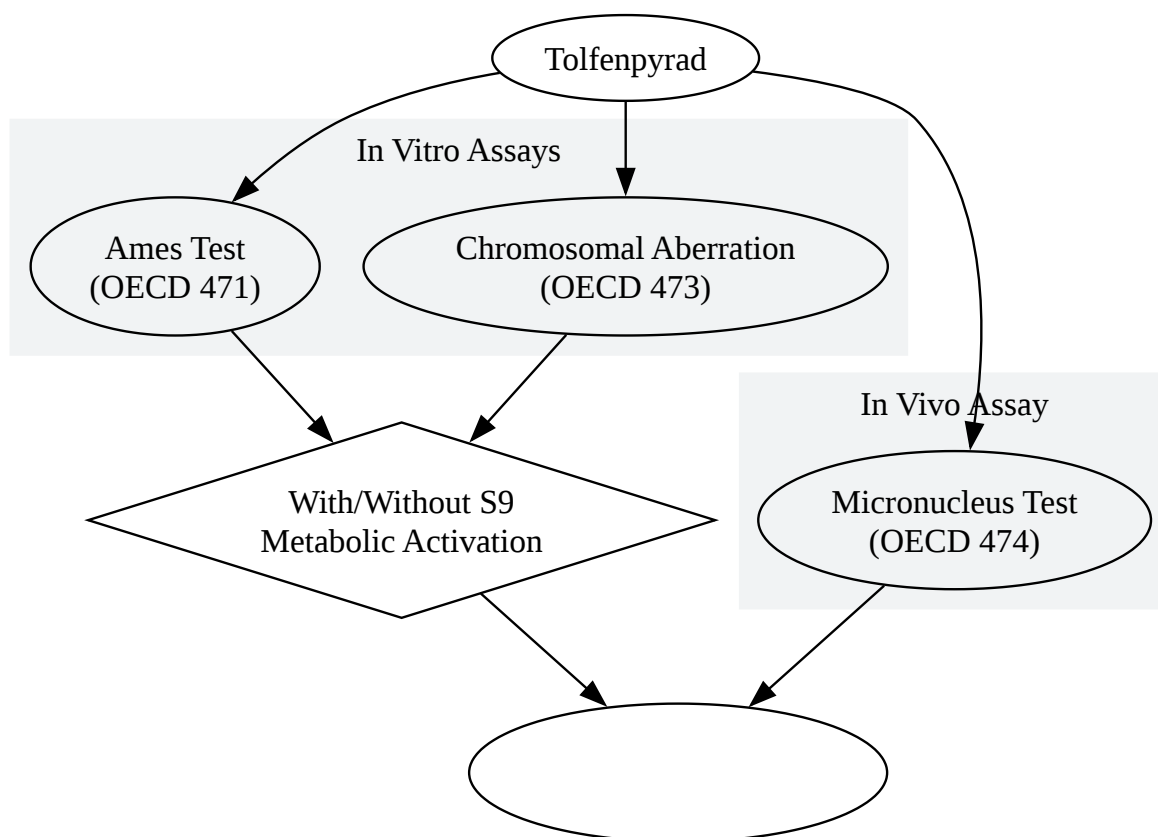 Tolfenpyrad
In Vitro Assays
Ames Test
(OECD 471)
Chromosomal Aberration
(OECD 473)
In Vivo Assay
With/Without S9
Metabolic Activation
Micronucleus Test
(OECD 474)